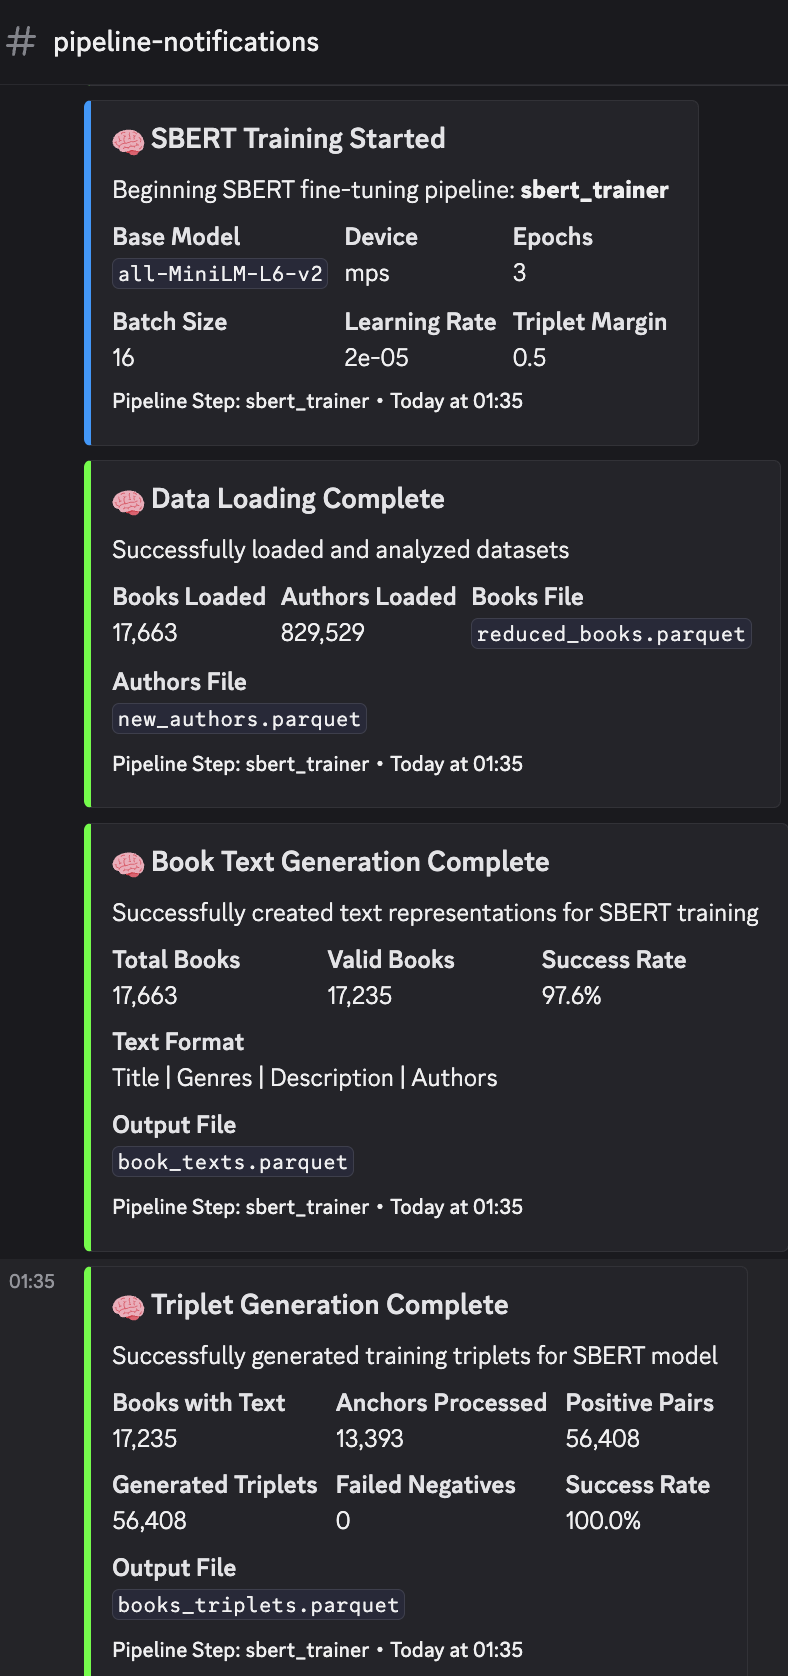 # pipeline-notifications
🧠 SBERT Training Started
Beginning SBERT fine-tuning pipeline: sbert_trainer
Base Model Device Epochs
all-MiniLM-L6-v2 mps 3
Batch Size Learning Rate Triplet Margin
16 2e-05 0.5
Pipeline Step: sbert_trainer • Today at 01:35
🧠 Data Loading Complete
Successfully loaded and analyzed datasets
Books Loaded Authors Loaded Books File
17,663 829,529 reduced_books.parquet
Authors File
new_authors.parquet
Pipeline Step: sbert_trainer • Today at 01:35
🧠 Book Text Generation Complete
Successfully created text representations for SBERT training
Total Books Valid Books Success Rate
17,663 17,235 97.6%
Text Format
Title | Genres | Description | Authors
Output File
book_texts.parquet
Pipeline Step: sbert_trainer • Today at 01:35
01:35
🧠 Triplet Generation Complete
Successfully generated training triplets for SBERT model
Books with Text Anchors Processed Positive Pairs
17,235 13,393 56,408
Generated Triplets Failed Negatives Success Rate
56,408 0 100.0%
Output File
books_triplets.parquet
Pipeline Step: sbert_trainer • Today at 01:35